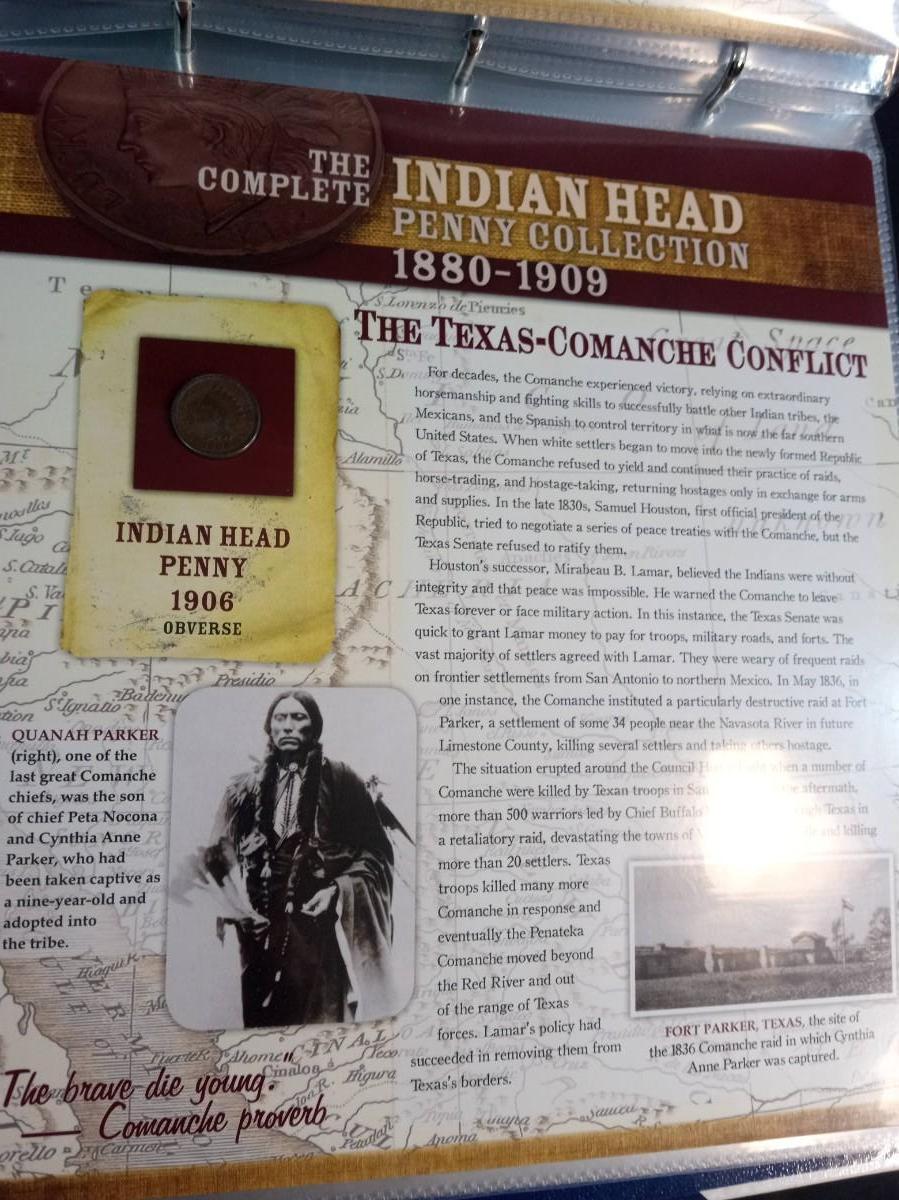 THE
COMPLETE
INDIAN HEAD
PENNY COLLECTION
1880-1909
THE TEXAS-COMANCHE CONFLICT
For decades, the Comanche experienced victory, relying on extraordinary
horsemanship and fighting skills to successfully battle other Indian tribes, the
Mexicans, and the Spanish to control territory in what is now the far southern
United States. When white settlers began to move into the newly formed Republic
of Texas, the Comanche refused to yield and continued their practice of raids,
horse-trading, and hostage-taking, returning hostages only in exchange for arms
and supplies. In the late 1830s, Samuel Houston, first official president of the
Republic, tried to negotiate a series of peace treaties with the Comanche, but the
Texas Senate refused to ratify them.
Houston's successor, Mirabeau B. Lamar, believed the Indians were without
integrity and that peace was impossible. He warned the Comanche to leave
Texas forever or face military action. In this instance, the Texas Senate was
quick to grant Lamar money to pay for troops, military roads, and forts. The
vast majority of settlers agreed with Lamar. They were weary of frequent raids
on frontier settlements from San Antonio to northern Mexico. In May 1836, in
one instance, the Comanche instituted a particularly destructive raid at Fort
Parker, a settlement of some 34 people near the Navasota River in future
Limestone County, killing several settlers and taking others hostage.
The situation erupted around the Council when a number of
Comanche were killed by Texan troops in San aftermath,
more than 500 warriors led by Chief Buffalo Texas in
a retaliatory raid, devastating the towns of and killing
more than 20 settlers. Texas
troops killed many more
Comanche in response and
eventually the Penateka
Comanche moved beyond
the Red River and out
of the range of Texas
forces. Lamar's policy had
succeeded in removing them from
Texas's borders.
INDIAN HEAD
PENNY
1906
OBVERSE
QUANAH PARKER
(right), one of the
last great Comanche
chiefs, was the son
of chief Peta Nocona
and Cynthia Anne
Parker, who had
been taken captive as
a nine-year-old and
adopted into
the tribe.
FORT PARKER, TEXAS, the site of
the 1836 Comanche raid in which Cynthia
Anne Parker was captured.
"The brave die young."
— Comanche proverb
S. Lorenzo de Picuries
Alamillo
Presidio
S. Ignatio
Cinaloa
Higura
Ahome